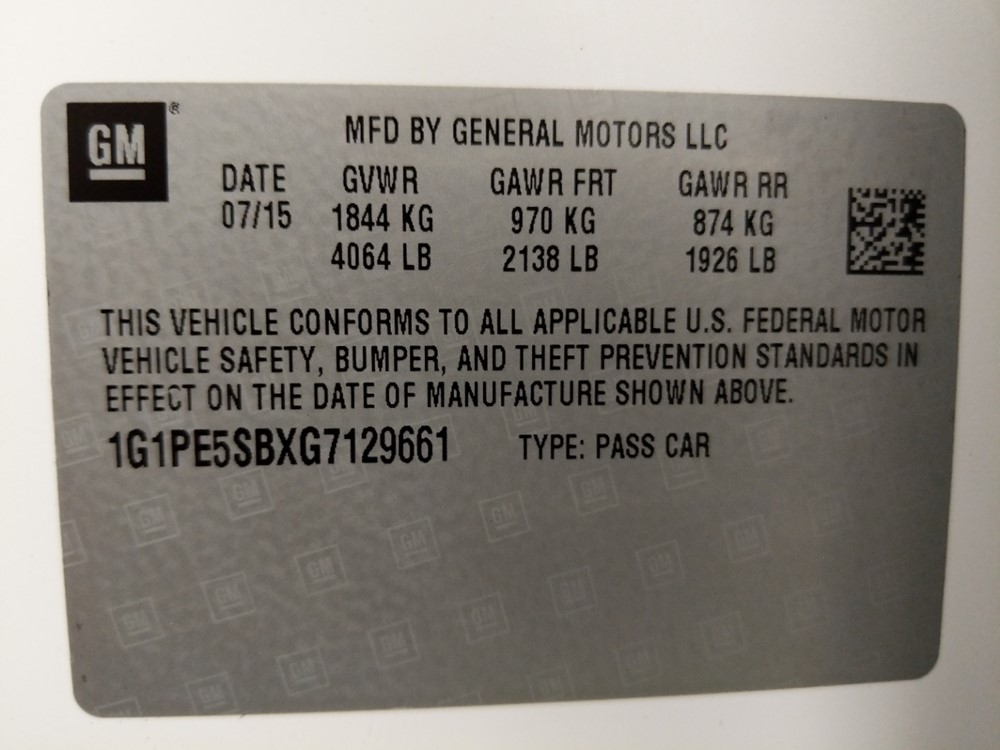 GM ®
MFD BY GENERAL MOTORS LLC
DATE GVWR GAWR FRT GAWR RR
07/15 1844 KG 970 KG 874 KG
4064 LB 2138 LB 1926 LB
THIS VEHICLE CONFORMS TO ALL APPLICABLE U.S. FEDERAL MOTOR
VEHICLE SAFETY, BUMPER, AND THEFT PREVENTION STANDARDS IN
EFFECT ON THE DATE OF MANUFACTURE SHOWN ABOVE.
1G1PE5SBXG7129661 TYPE: PASS CAR